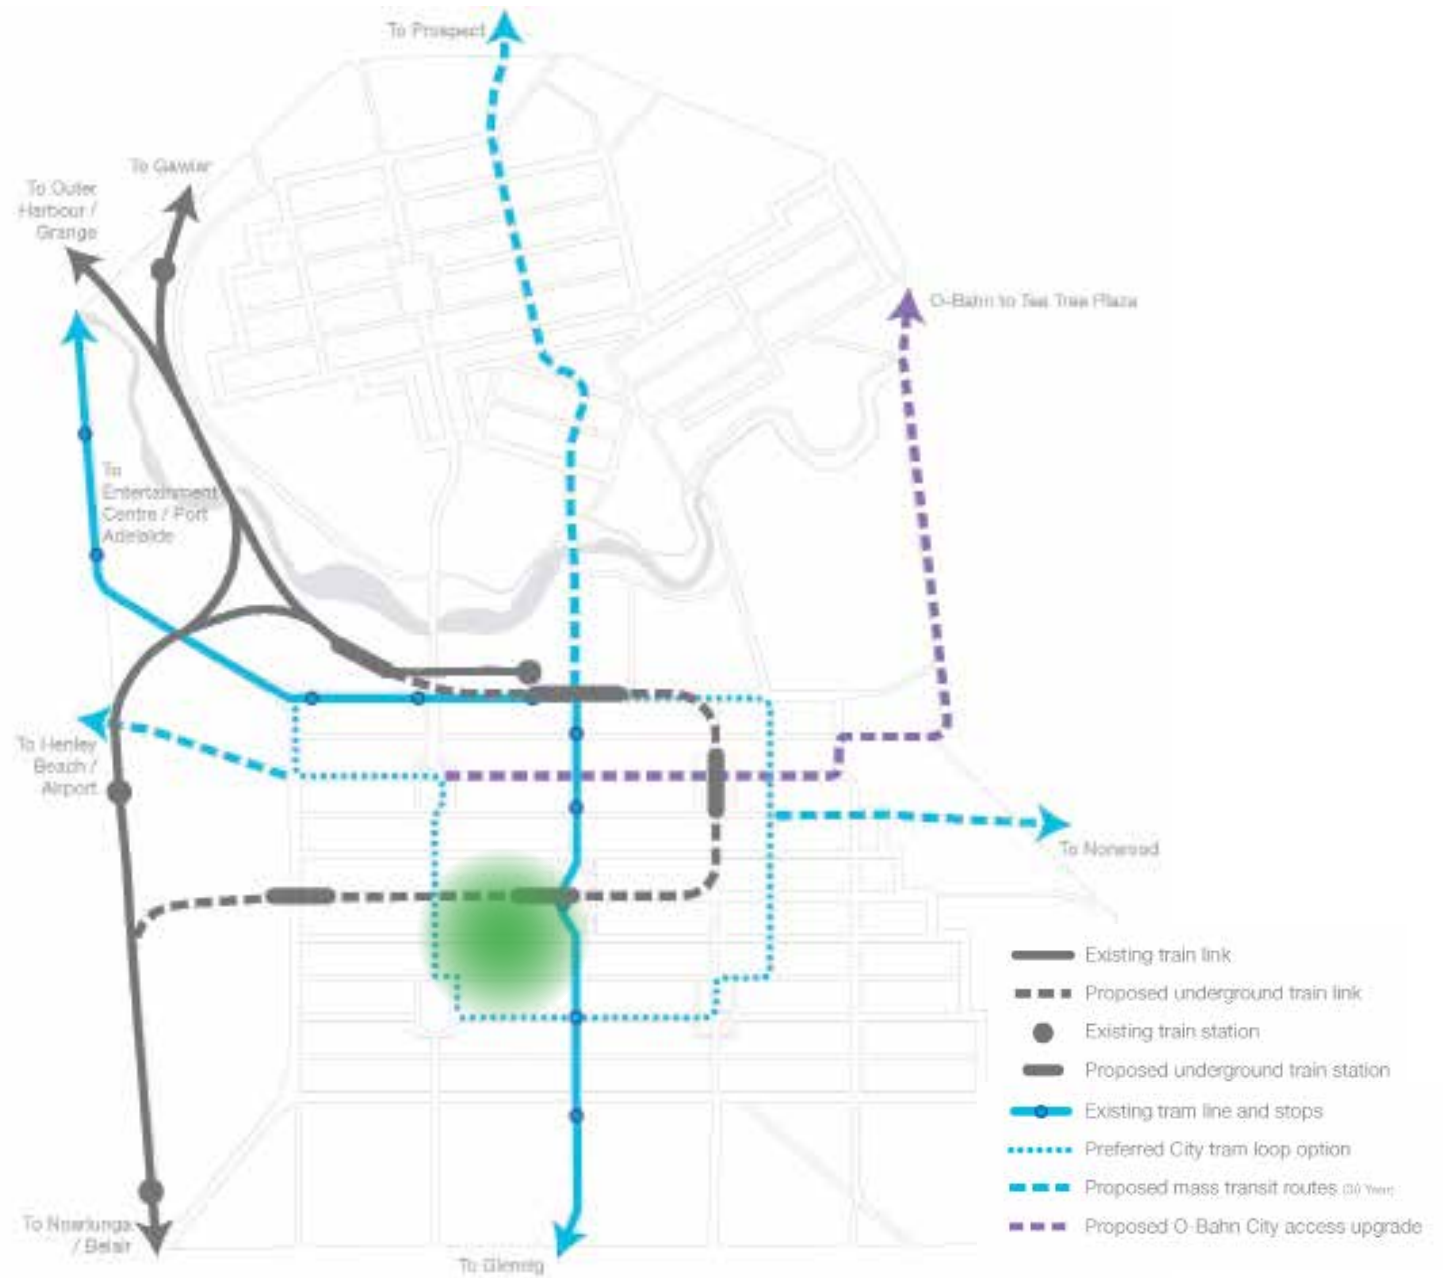 To Prospect
To Gawler
To Outer
Harbour /
Grange
O-Bahn to Tea Tree Plaza
To
Entertainment
Centre / Port
Adelaide
To Henley
Beach /
Airport
To Norwood
Existing train link
Proposed underground train link
Existing train station
Proposed underground train station
Existing tram line and stops
Preferred City tram loop option
Proposed mass transit routes (30 Year)
Proposed O-Bahn City access upgrade
To Noarlunga
/ Belair
To Glenelg